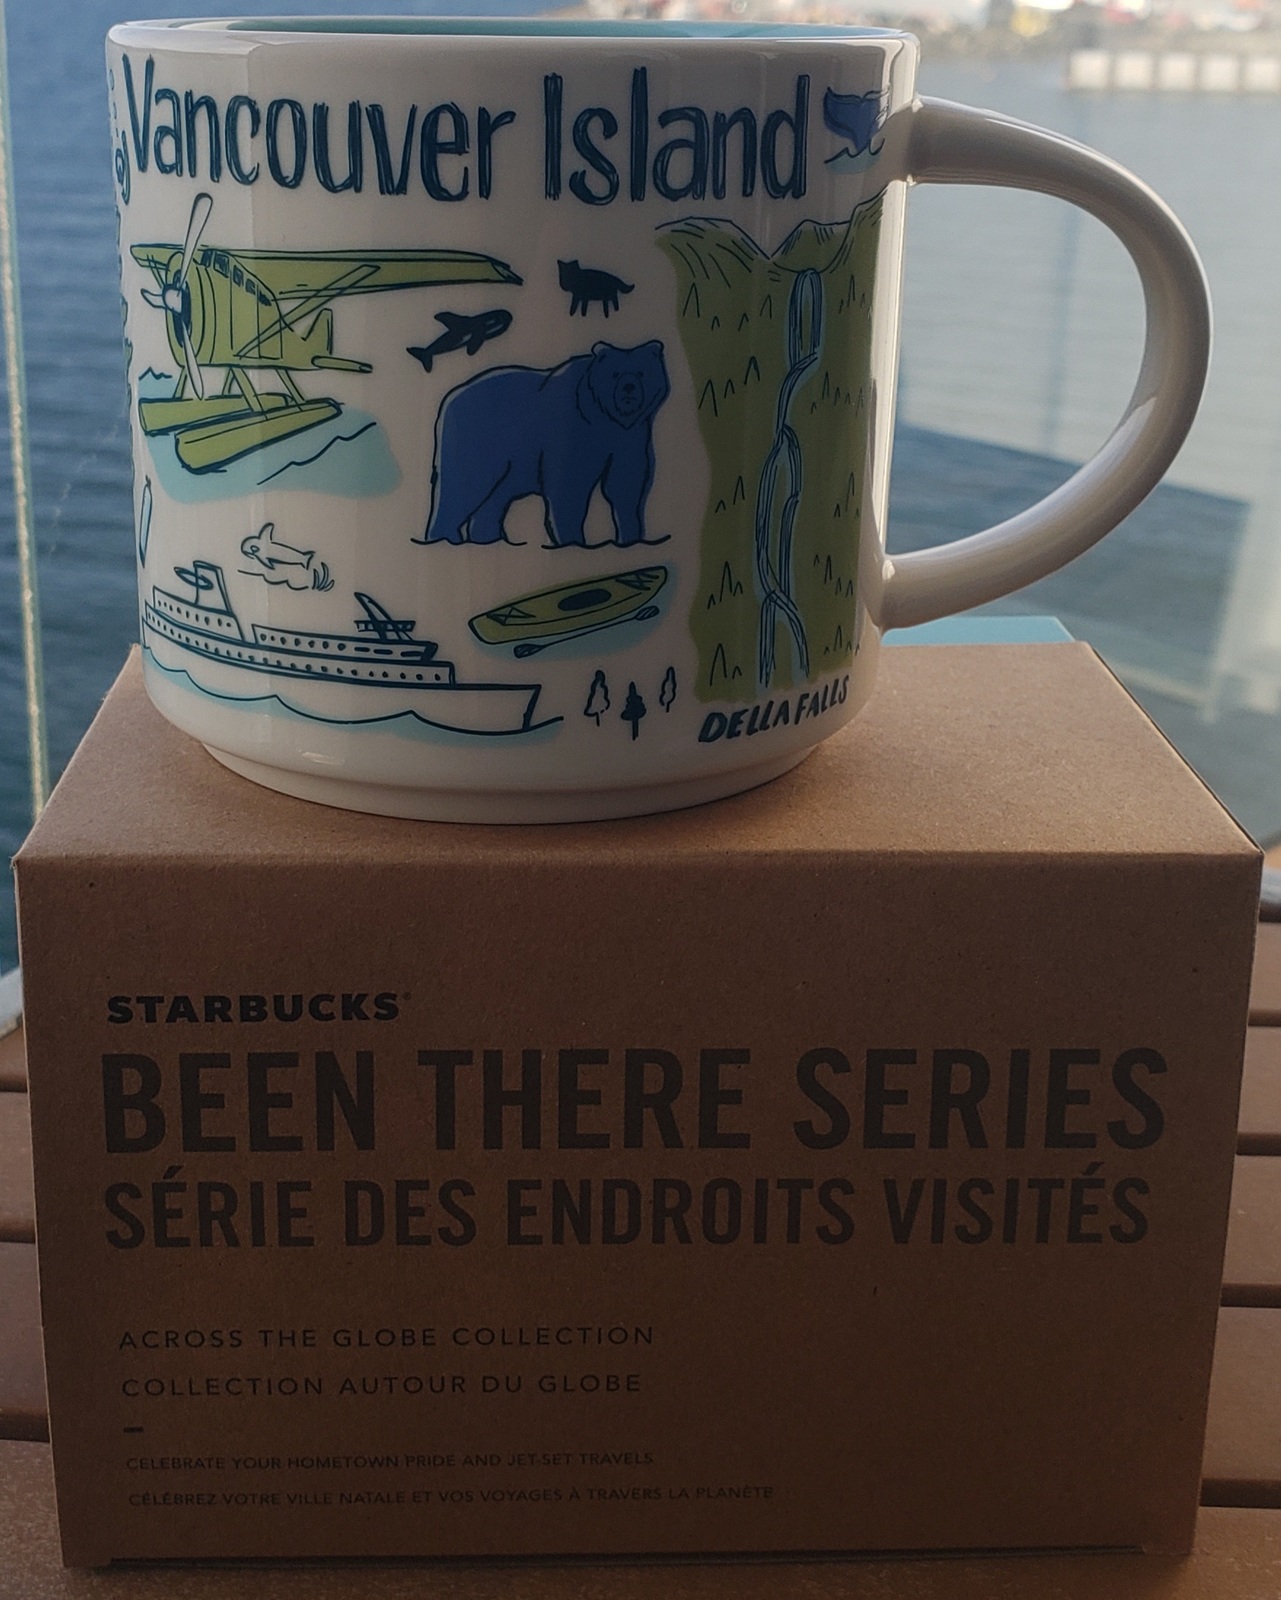 Vancouver Island
DELLA FALLS
STARBUCKS®
BEEN THERE SERIES
SÉRIE DES ENDROITS VISITÉS
ACROSS THE GLOBE COLLECTION
COLLECTION AUTOUR DU GLOBE
CELEBRATE YOUR HOMETOWN PRIDE AND JET-SET TRAVELS
CÉLÉBREZ VOTRE VILLE NATALE ET VOS VOYAGES À TRAVERS LA PLANÈTE